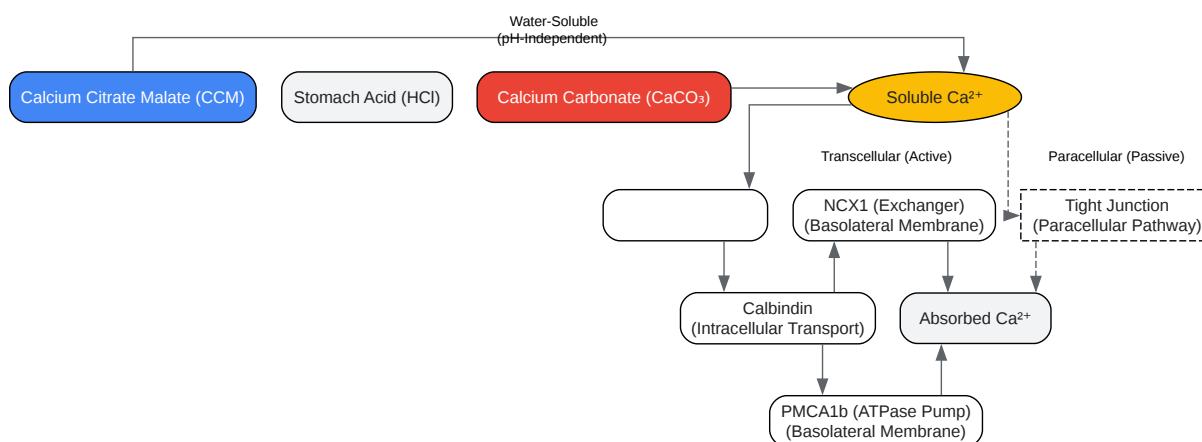 Water-Soluble
(pH-Independent)
Calcium Citrate Malate (CCM)
Stomach Acid (HCl)
Calcium Carbonate (CaCO₃)
Soluble Ca²⁺
Transcellular (Active)
Paracellular (Passive)
NCX1 (Exchanger)
(Basolateral Membrane)
Tight Junction
(Paracellular Pathway)
Calbindin
(Intracellular Transport)
Absorbed Ca²⁺
PMCA1b (ATPase Pump)
(Basolateral Membrane)